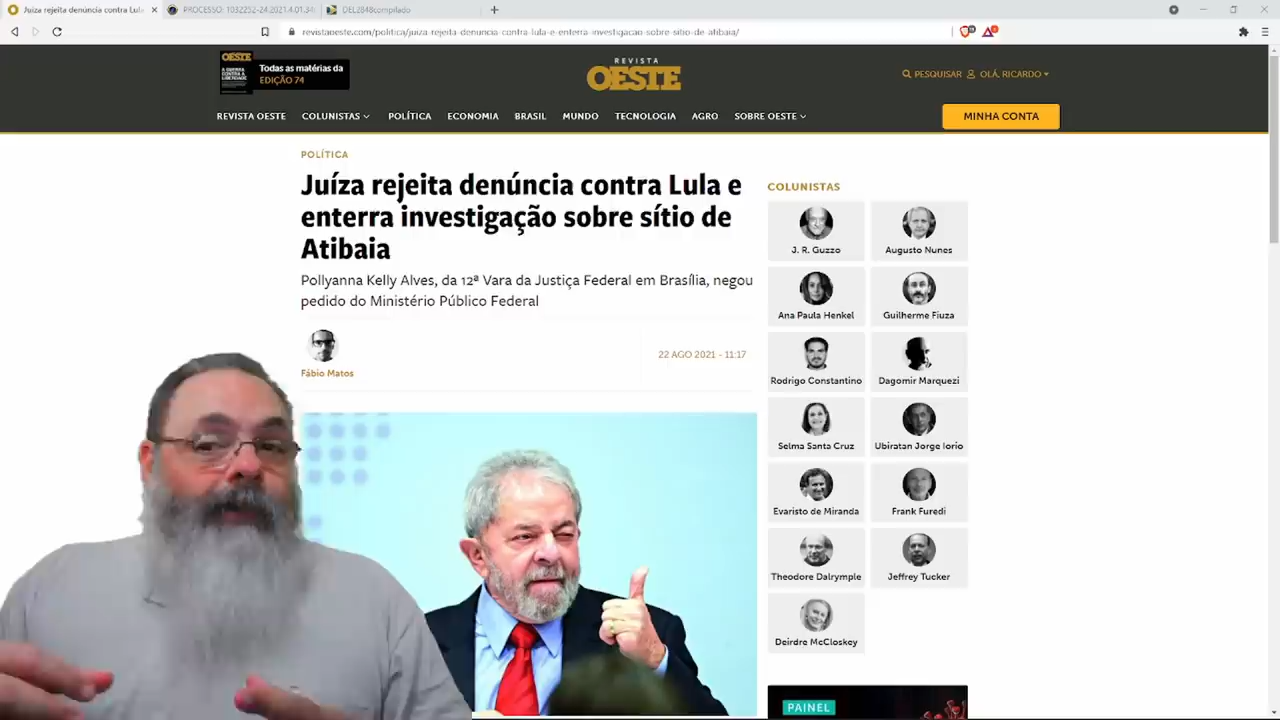 Juíza rejeita denúncia contra Lula
PROCESSO: 1032252-24.2021.4.01.34
DEL2848compilado
revistaoeste.com/politica/juiza-rejeita-denuncia-contra-lula-e-enterra-investigacao-sobre-sitio-de-atibaia/
OESTE
Todas as matérias da
EDIÇÃO 74
REVISTA
OESTE
PESQUISAR
OLÁ, RICARDO
REVISTA OESTE
COLUNISTAS
POLÍTICA
ECONOMIA
BRASIL
MUNDO
TECNOLOGIA
AGRO
SOBRE OESTE
MINHA CONTA
POLÍTICA
Juíza rejeita denúncia contra Lula e
enterra investigação sobre sítio de
Atibaia
Pollyanna Kelly Alves, da 12ª Vara da Justiça Federal em Brasília, negou
pedido do Ministério Público Federal
Fábio Matos
22 AGO 2021 - 11:17
COLUNISTAS
J. R. Guzzo
Augusto Nunes
Ana Paula Henkel
Guilherme Fiuza
Rodrigo Constantino
Dagomir Marquezi
Selma Santa Cruz
Ubiratan Jorge Iorio
Evaristo de Miranda
Frank Furedi
Theodore Dalrymple
Jeffrey Tucker
Deirdre McCloskey
PAINEL